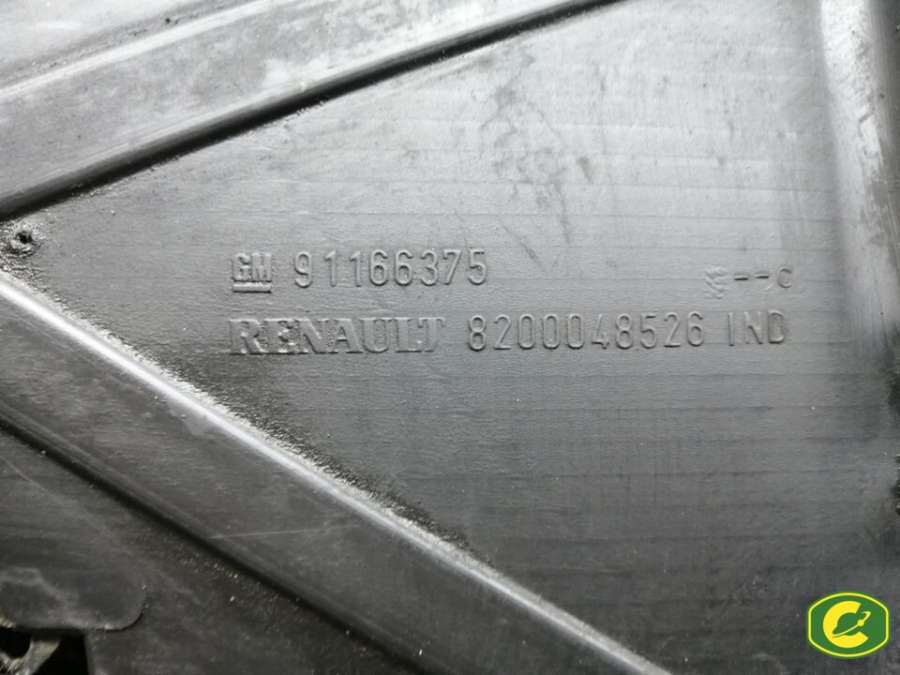 GM 91166375
--C
RENAULT 8200048526 IND
C